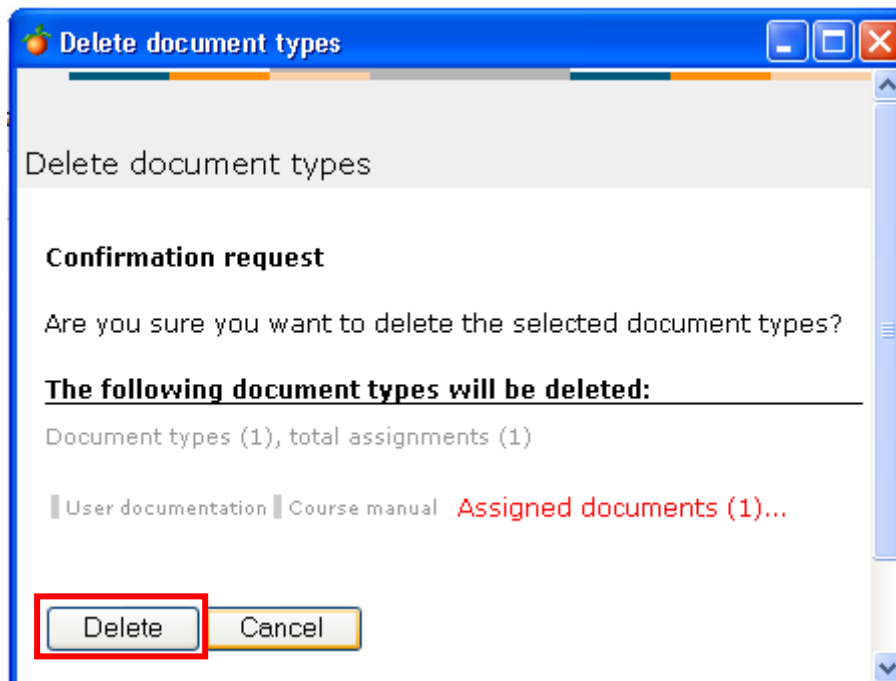 Delete document types
Delete document types
Confirmation request
Are you sure you want to delete the selected document types?
The following document types will be deleted:
Document types (1), total assignments (1)
User documentation Course manual Assigned documents (1)...
Delete Cancel